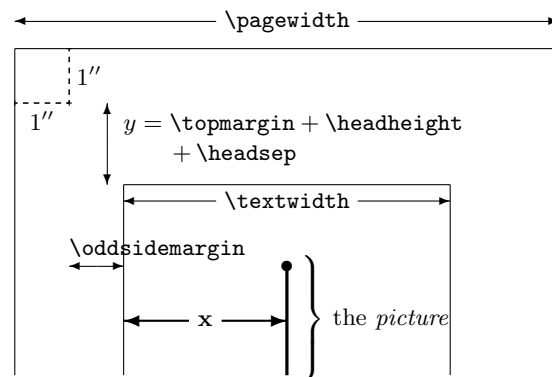 \pagewidth
1″
1″
y = \topmargin + \headheight
+ \headsep
\textwidth
\oddsidemargin
x
the picture